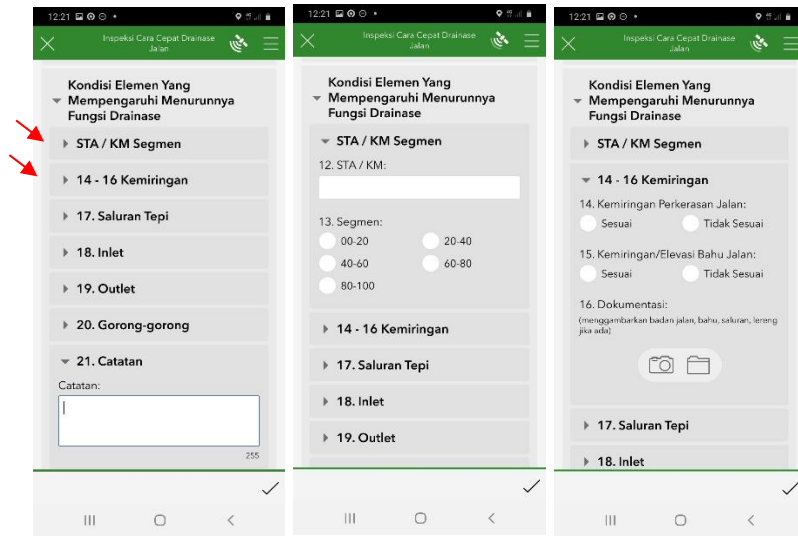 12:21
Inspeksi Cara Cepat Drainase
Jalan
Kondisi Elemen Yang
Mempengaruhi Menurunnya
Fungsi Drainase
STA / KM Segmen
14 - 16 Kemiringan
17. Saluran Tepi
18. Inlet
19. Outlet
20. Gorong-gorong
21. Catatan
Catatan:
255
12:21
Inspeksi Cara Cepat Drainase
Jalan
Kondisi Elemen Yang
Mempengaruhi Menurunnya
Fungsi Drainase
STA / KM Segmen
12. STA / KM:
13. Segmen:
00-20 20-40
40-60 60-80
80-100
14 - 16 Kemiringan
17. Saluran Tepi
18. Inlet
19. Outlet
12:21
Inspeksi Cara Cepat Drainase
Jalan
Kondisi Elemen Yang
Mempengaruhi Menurunnya
Fungsi Drainase
STA / KM Segmen
14 - 16 Kemiringan
14. Kemiringan Perkerasan Jalan:
Sesuai Tidak Sesuai
15. Kemiringan/Elevasi Bahu Jalan:
Sesuai Tidak Sesuai
16. Dokumentasi:
(menggambarkan badan jalan, bahu, saluran, lereng
jika ada)
17. Saluran Tepi
18. Inlet